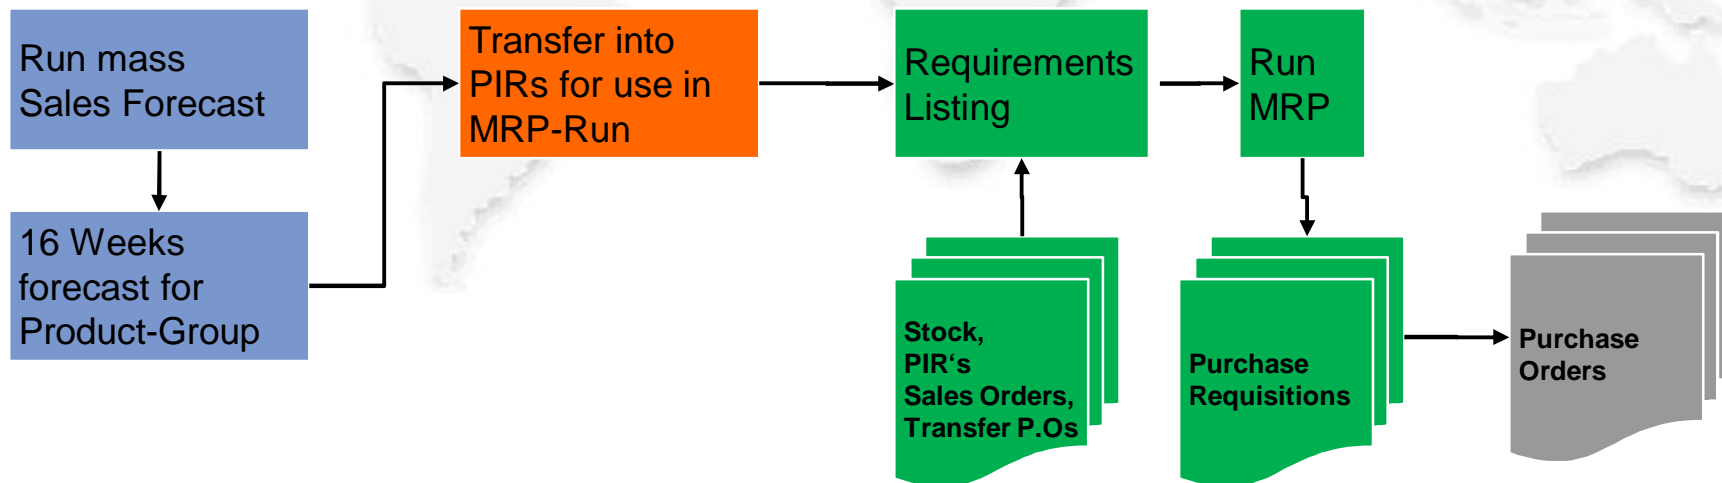 Run mass
Sales Forecast
16 Weeks
forecast for
Product-Group
Transfer into
PIRs for use in
MRP-Run
Requirements
Listing
Run
MRP
Stock,
PIR‘s
Sales Orders,
Transfer P.Os
Purchase
Requisitions
Purchase
Orders